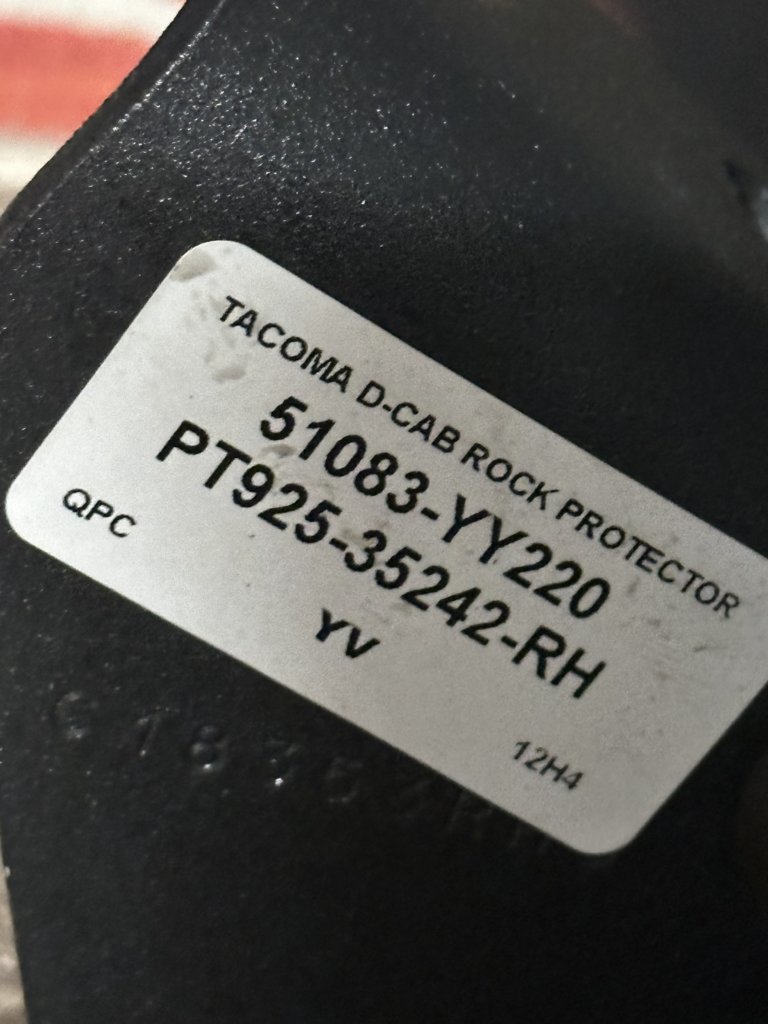 TACOMA D-CAB ROCK PROTECTOR
51083-YY220
PT925-35242-RH
QPC
YV
12H4